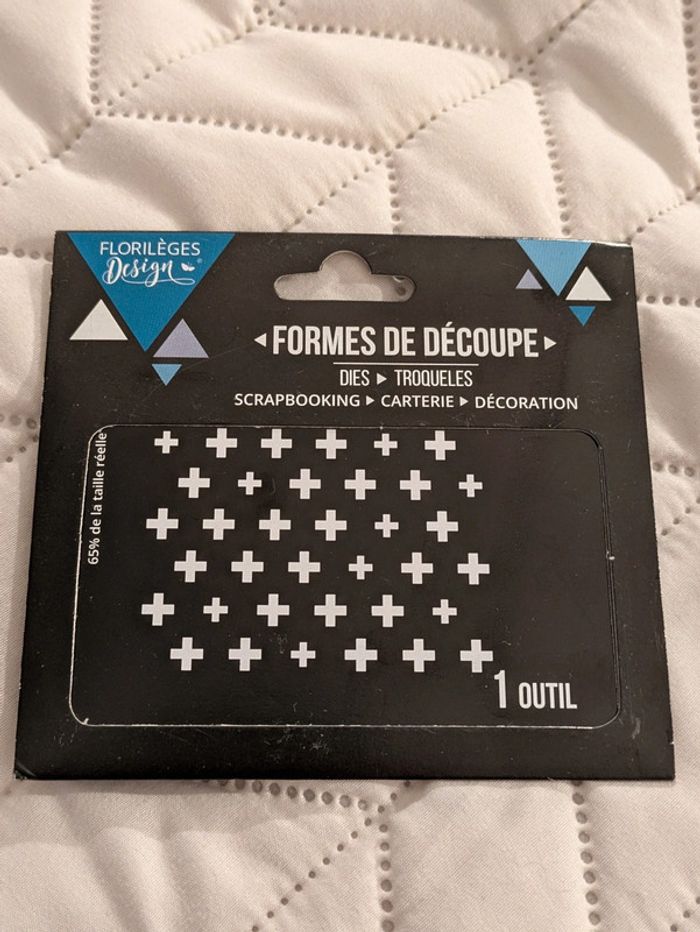 FLORILÈGES
Design®
◄ FORMES DE DÉCOUPE ►
DIES ► TROQUELES
SCRAPBOOKING ► CARTERIE ► DÉCORATION
65% de la taille réelle
1 OUTIL